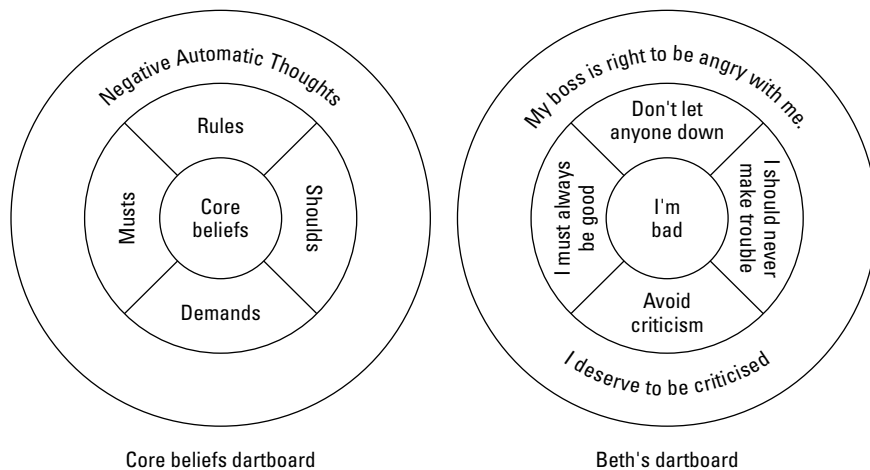 Negative Automatic Thoughts
Rules
Musts
Core
beliefs
Shoulds
Demands
Core beliefs dartboard
My boss is right to be angry with me.
Don't let
anyone down
I must always
be good
I'm
bad
I should never
make trouble
Avoid
criticism
I deserve to be criticised
Beth's dartboard